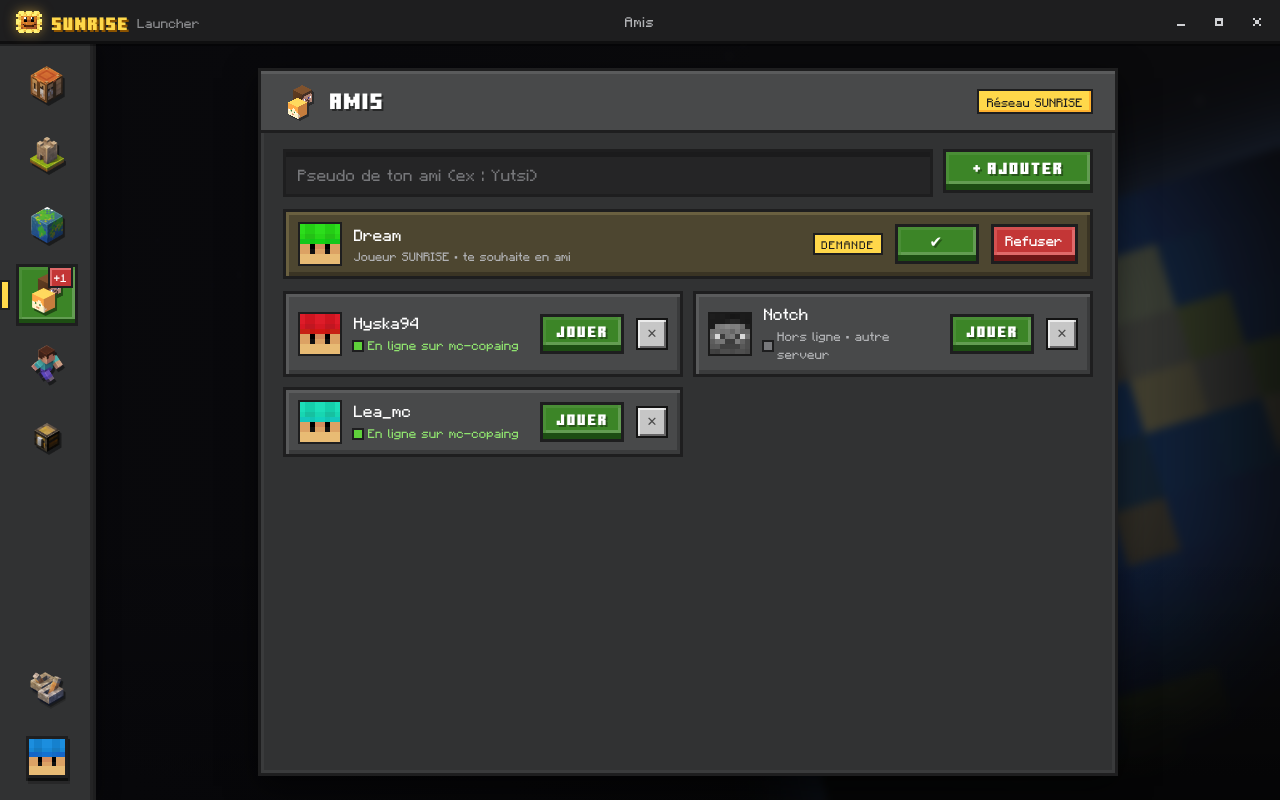 SUNRISE Launcher
Amis
+1
AMIS
Réseau SUNRISE
Pseudo de ton ami (ex : Yutsi)
+ AJOUTER
Dream
Joueur SUNRISE • te souhaite en ami
DEMANDE
✔
Refuser
Hyska94
En ligne sur mc-copaing
JOUER
×
Notch
Hors ligne • autre
serveur
JOUER
×
Lea_mc
En ligne sur mc-copaing
JOUER
×